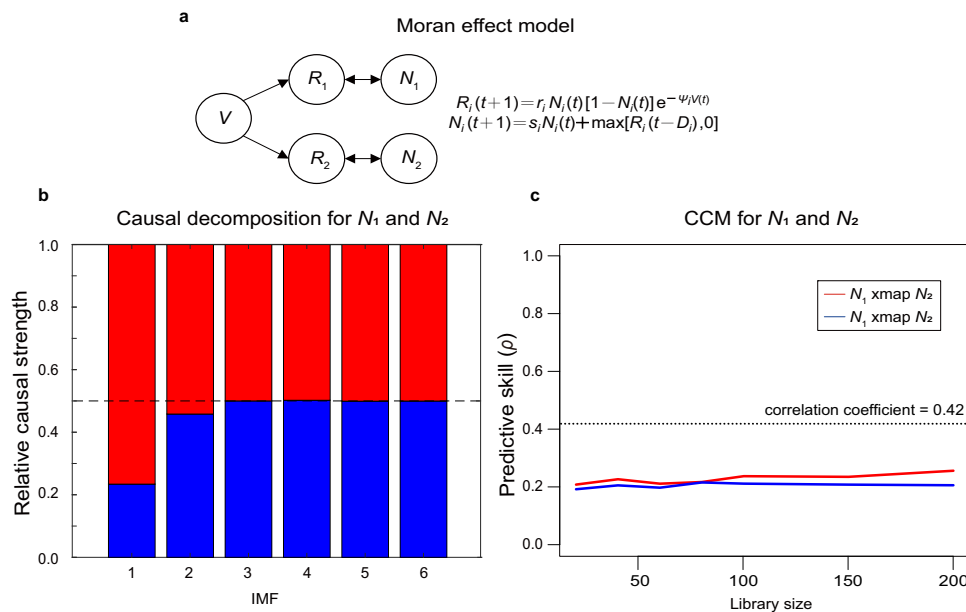 a
Moran effect model
V
R₁
N₁
R₂
N₂
Rᵢ(t+1)=rᵢNᵢ(t)[1−Nᵢ(t)]e^−ψᵢV(t)
Nᵢ(t+1)=sᵢNᵢ(t)+max[Rᵢ(t−Dᵢ),0]
b
Causal decomposition for N₁ and N₂
Relative causal strength
1.0
0.8
0.6
0.4
0.2
0.0
1 2 3 4 5 6
IMF
c
CCM for N₁ and N₂
Predictive skill (ρ)
1.0
0.8
0.6
0.4
0.2
0.0
N₁ xmap N₂
N₁ xmap N₂
correlation coefficient = 0.42
50 100 150 200
Library size